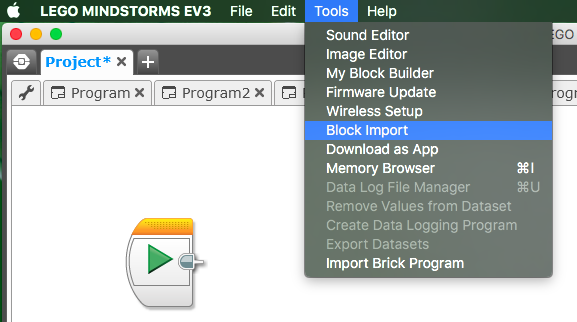 LEGO MINDSTORMS EV3 File Edit Tools Help
EGO
Project*
Program Program2 rogr
Sound Editor
Image Editor
My Block Builder
Firmware Update
Wireless Setup
Block Import
Download as App
Memory Browser ⌘I
Data Log File Manager ⌘U
Remove Values from Dataset
Create Data Logging Program
Export Datasets
Import Brick Program